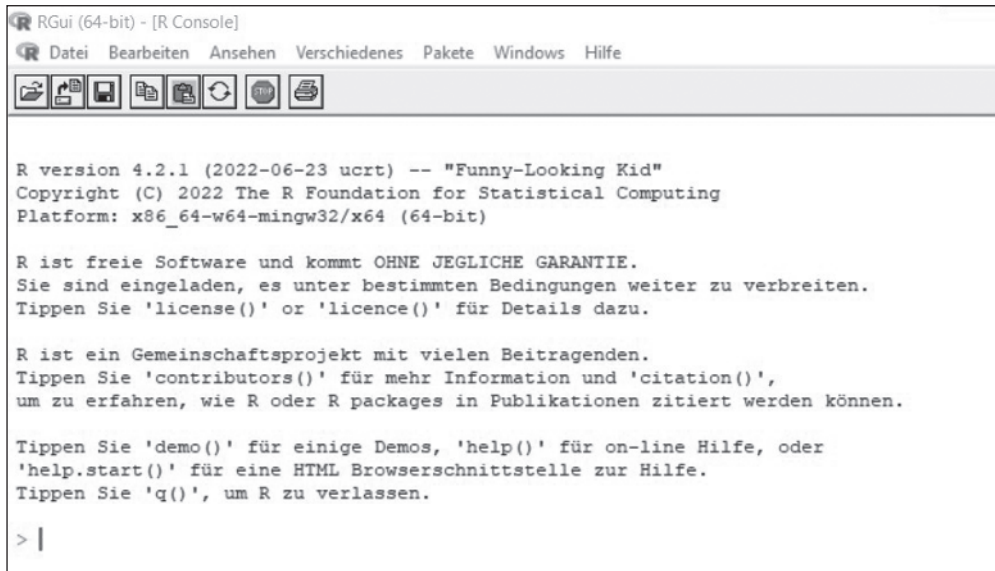 RGui (64-bit) - [R Console]
Datei Bearbeiten Ansehen Verschiedenes Pakete Windows Hilfe
STOP
R version 4.2.1 (2022-06-23 ucrt) -- "Funny-Looking Kid"
Copyright (C) 2022 The R Foundation for Statistical Computing
Platform: x86_64-w64-mingw32/x64 (64-bit)
R ist freie Software und kommt OHNE JEGLICHE GARANTIE.
Sie sind eingeladen, es unter bestimmten Bedingungen weiter zu verbreiten.
Tippen Sie 'license()' or 'licence()' für Details dazu.
R ist ein Gemeinschaftsprojekt mit vielen Beitragenden.
Tippen Sie 'contributors()' für mehr Information und 'citation()',
um zu erfahren, wie R oder R packages in Publikationen zitiert werden können.
Tippen Sie 'demo()' für einige Demos, 'help()' für on-line Hilfe, oder
'help.start()' für eine HTML Browserschnittstelle zur Hilfe.
Tippen Sie 'q()', um R zu verlassen.
>